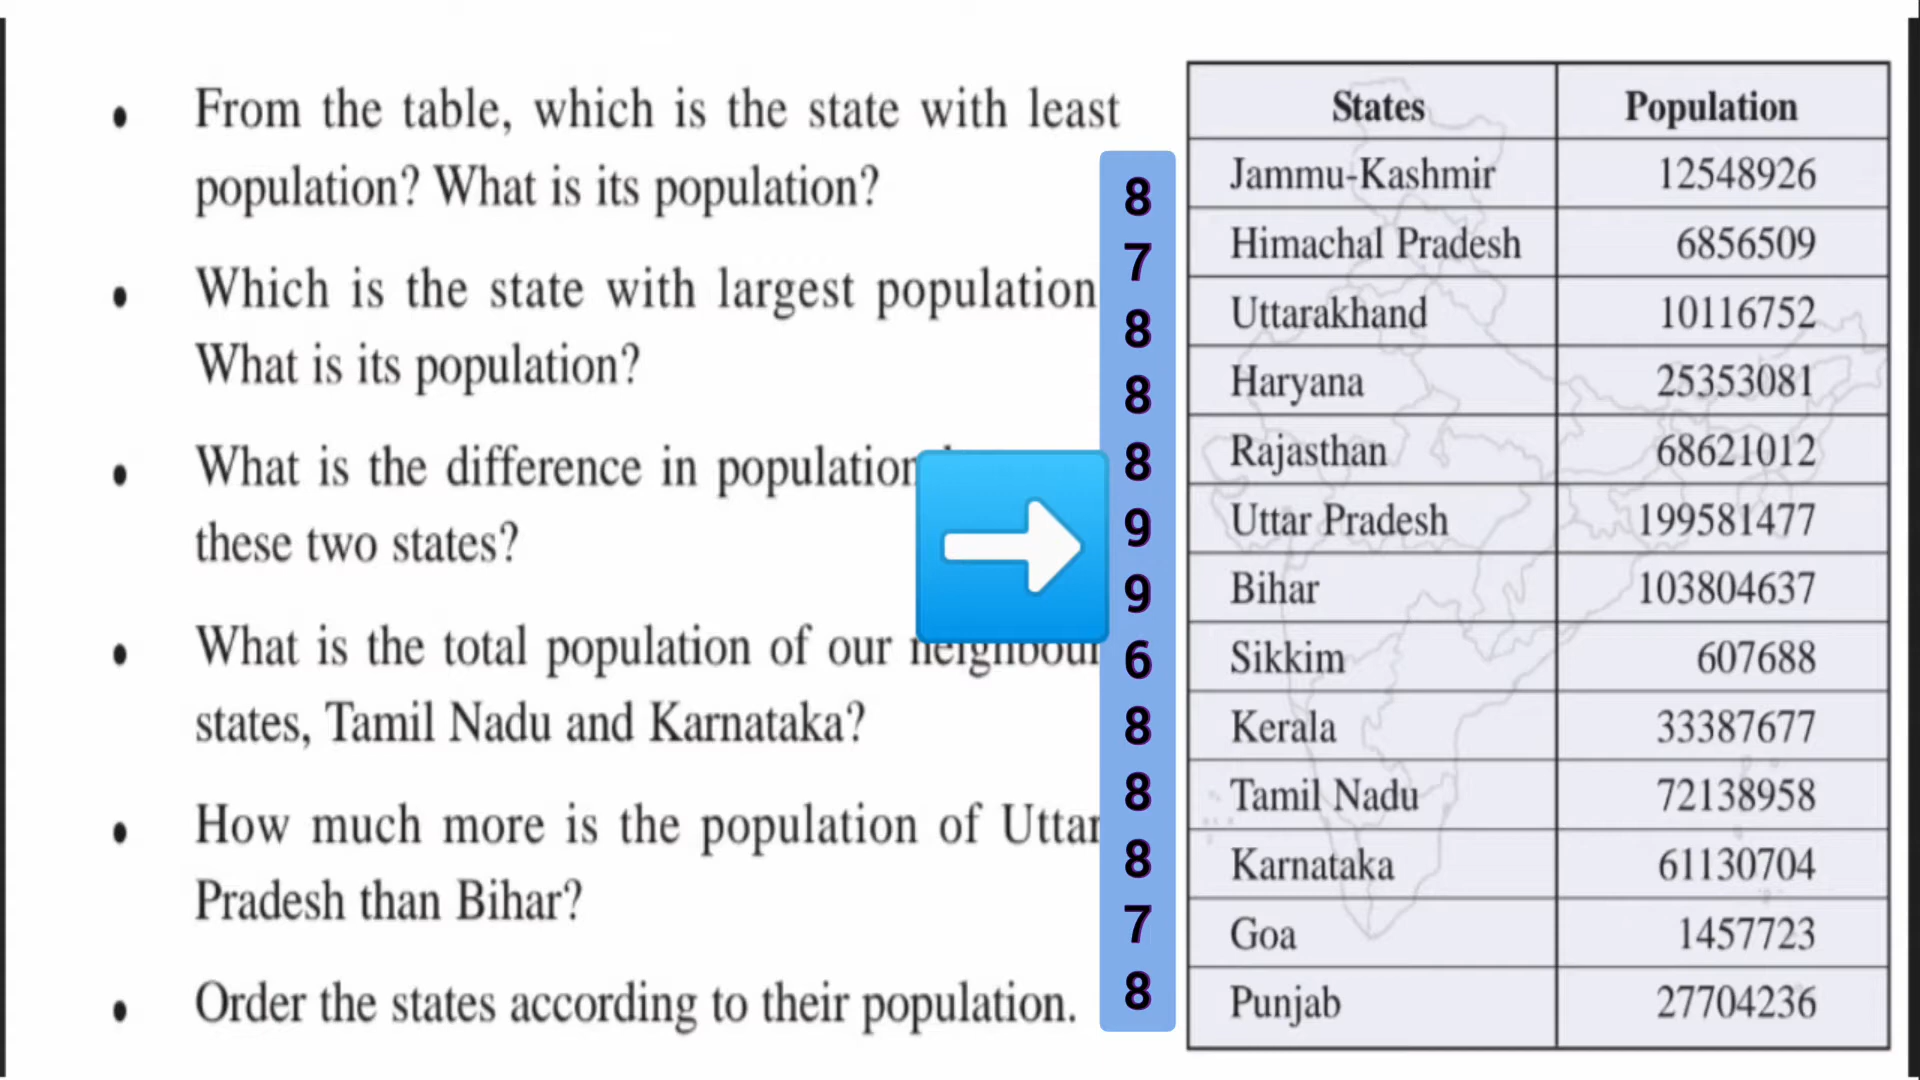 • From the table, which is the state with least
population? What is its population?
• Which is the state with largest population
What is its population?
• What is the difference in population
these two states?
• What is the total population of our neighbour
states, Tamil Nadu and Karnataka?
• How much more is the population of Uttar
Pradesh than Bihar?
• Order the states according to their population.
8
7
8
8
8
9
9
6
8
8
8
7
8
States Population
Jammu-Kashmir 12548926
Himachal Pradesh 6856509
Uttarakhand 10116752
Haryana 25353081
Rajasthan 68621012
Uttar Pradesh 199581477
Bihar 103804637
Sikkim 607688
Kerala 33387677
Tamil Nadu 72138958
Karnataka 61130704
Goa 1457723
Punjab 27704236